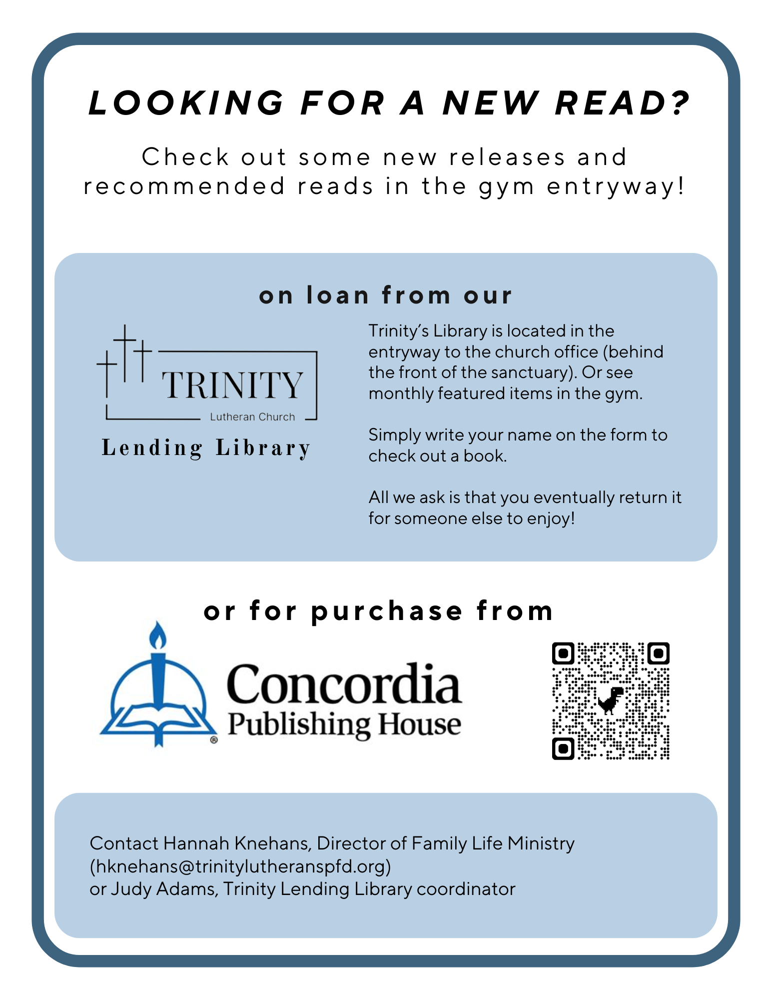 LOOKING FOR A NEW READ?
Check out some new releases and
recommended reads in the gym entryway!
on loan from our
TRINITY
Lutheran Church
Lending Library
Trinity’s Library is located in the
entryway to the church office (behind
the front of the sanctuary). Or see
monthly featured items in the gym.
Simply write your name on the form to
check out a book.
All we ask is that you eventually return it
for someone else to enjoy!
or for purchase from
Concordia
Publishing House
®
Contact Hannah Knehans, Director of Family Life Ministry
(hknehans@trinitylutheranspfd.org)
or Judy Adams, Trinity Lending Library coordinator